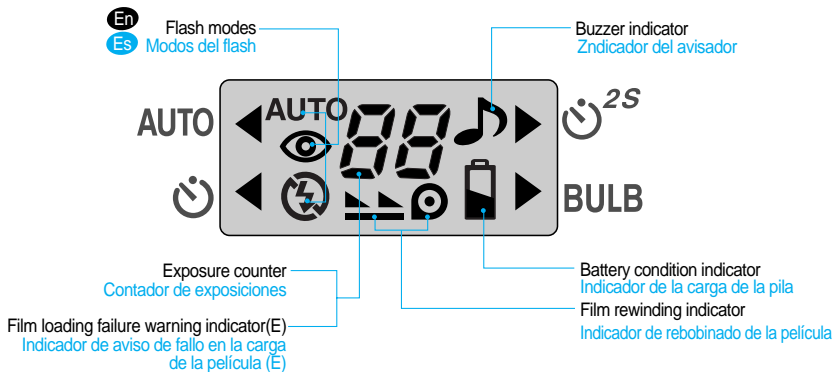 En
Flash modes
Es
Modos del flash
Buzzer indicator
Zndicador del avisador
AUTO
AUTO
88
2S
BULB
Exposure counter
Contador de exposiciones
Film loading failure warning indicator(E)
Indicador de aviso de fallo en la carga
de la película (E)
Battery condition indicator
Indicador de la carga de la pila
Film rewinding indicator
Indicador de rebobinado de la película